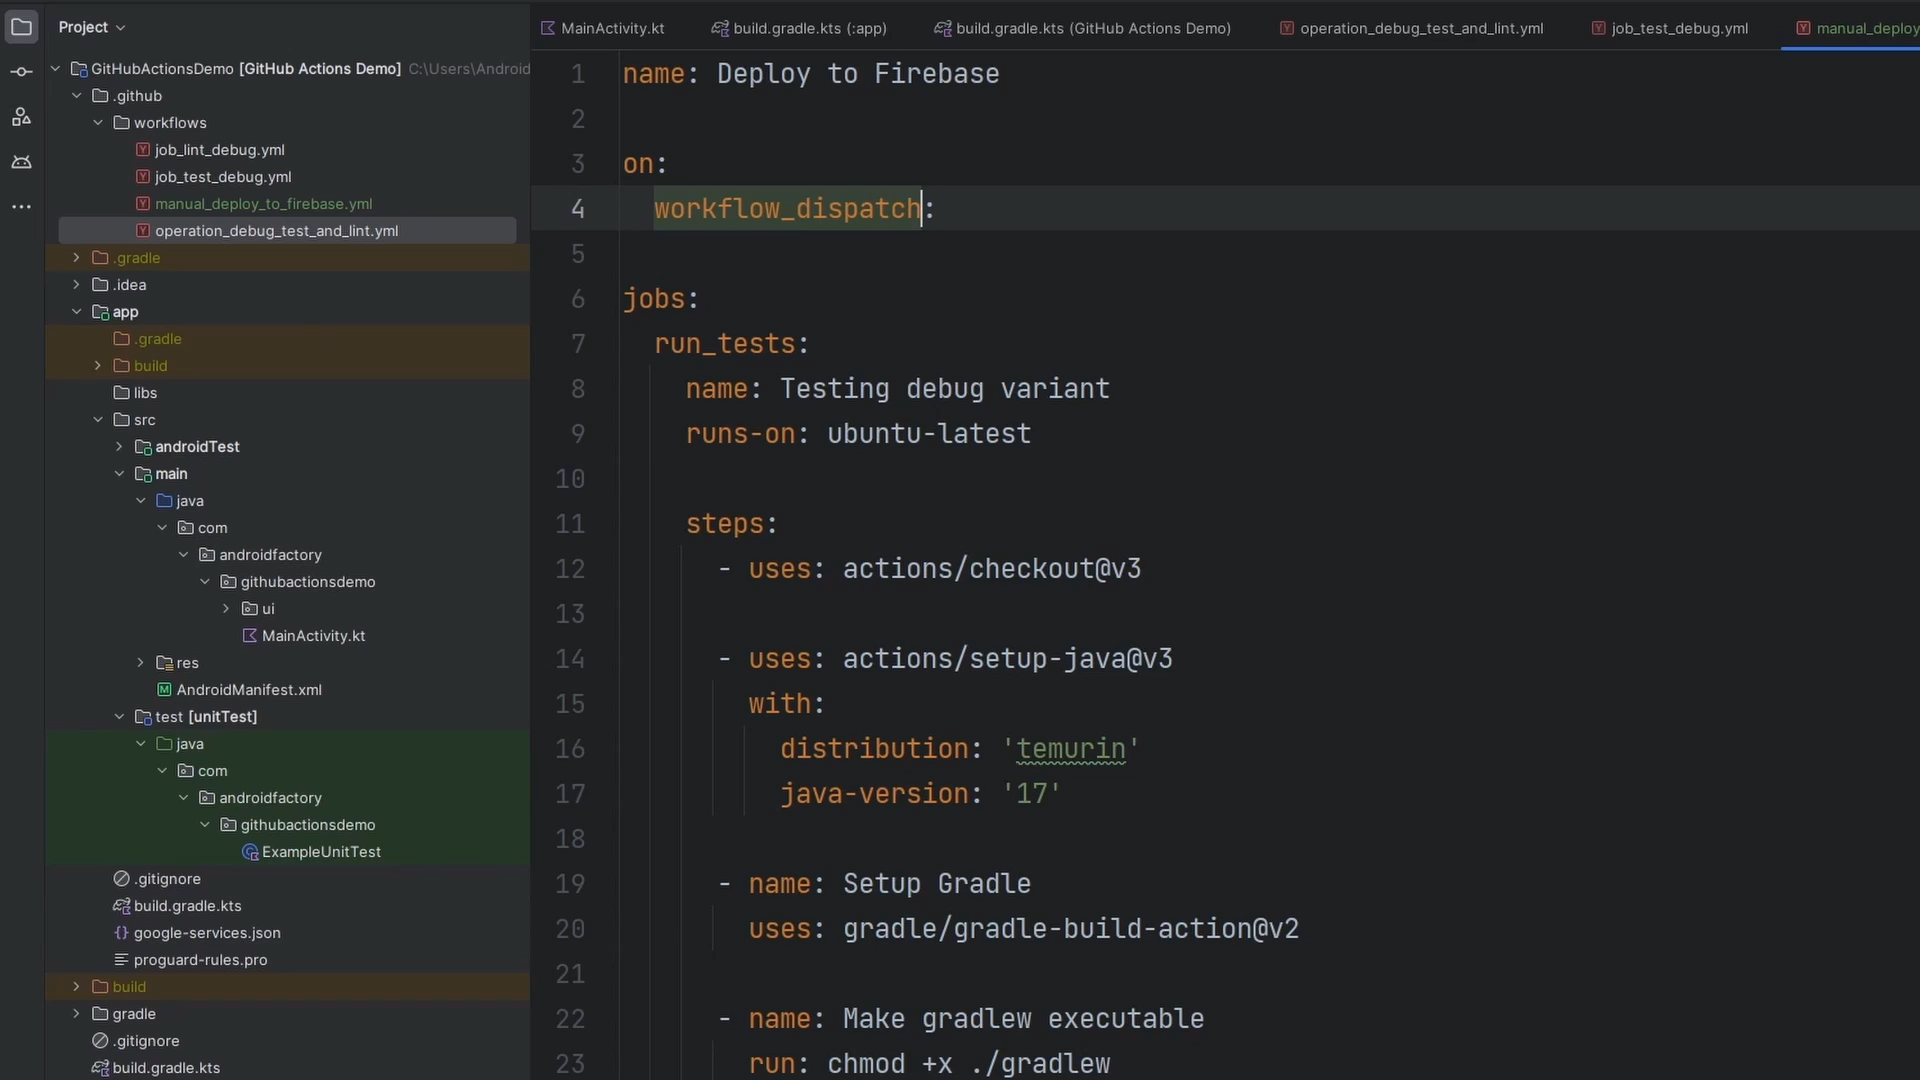 Project
GitHubActionsDemo [GitHub Actions Demo] C:\Users\Android
.github
workflows
job_lint_debug.yml
job_test_debug.yml
manual_deploy_to_firebase.yml
operation_debug_test_and_lint.yml
.gradle
.idea
app
.gradle
build
libs
src
androidTest
main
java
com
androidfactory
githubactionsdemo
ui
MainActivity.kt
res
AndroidManifest.xml
test [unitTest]
java
com
androidfactory
githubactionsdemo
ExampleUnitTest
.gitignore
build.gradle.kts
google-services.json
proguard-rules.pro
build
gradle
.gitignore
build.gradle.kts
MainActivity.kt build.gradle.kts (:app) build.gradle.kts (GitHub Actions Demo) operation_debug_test_and_lint.yml job_test_debug.yml manual_deploy
1 name: Deploy to Firebase
2
3 on:
4 workflow_dispatch:
5
6 jobs:
7 run_tests:
8 name: Testing debug variant
9 runs-on: ubuntu-latest
10
11 steps:
12 - uses: actions/checkout@v3
13
14 - uses: actions/setup-java@v3
15 with:
16 distribution: 'temurin'
17 java-version: '17'
18
19 - name: Setup Gradle
20 uses: gradle/gradle-build-action@v2
21
22 - name: Make gradlew executable
23 run: chmod +x ./gradlew